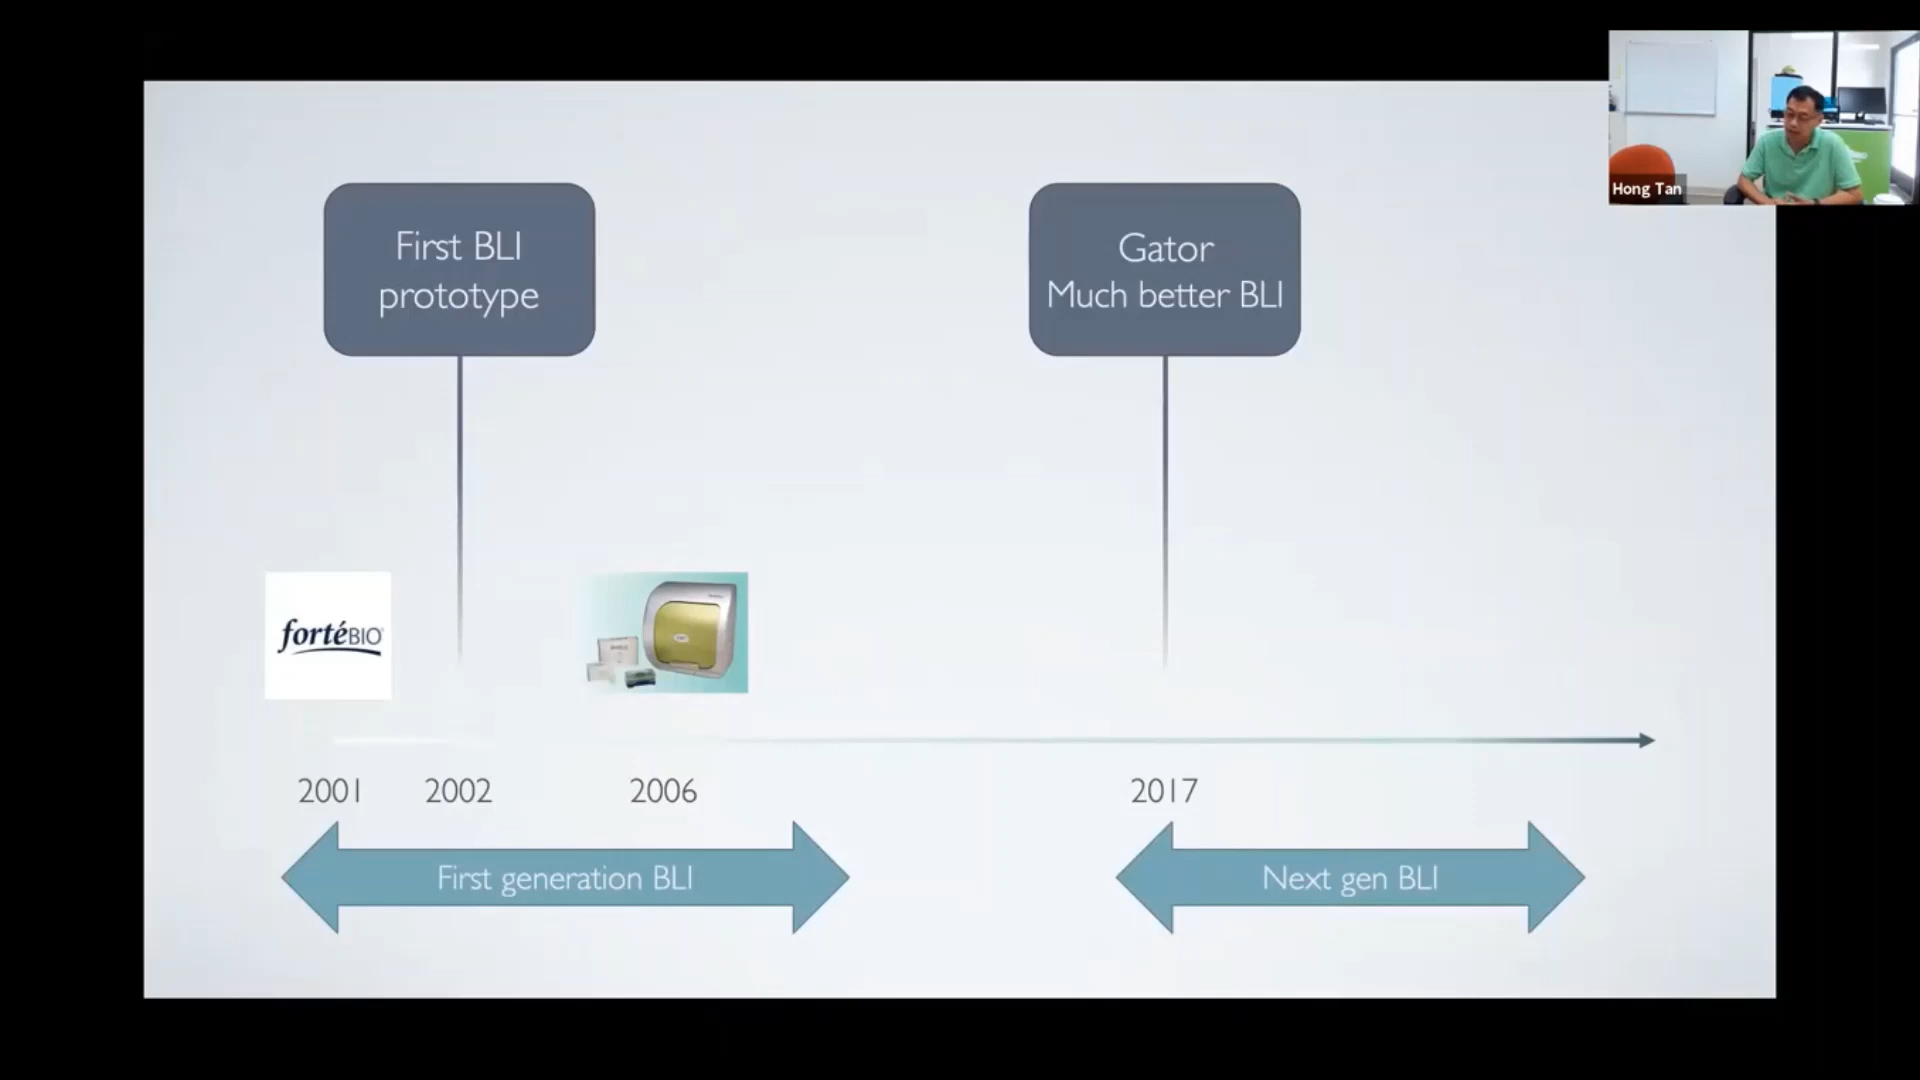 Hong Tan
First BLI
prototype
Gator
Much better BLI
fortéBIO
2001
2002
2006
2017
First generation BLI
Next gen BLI